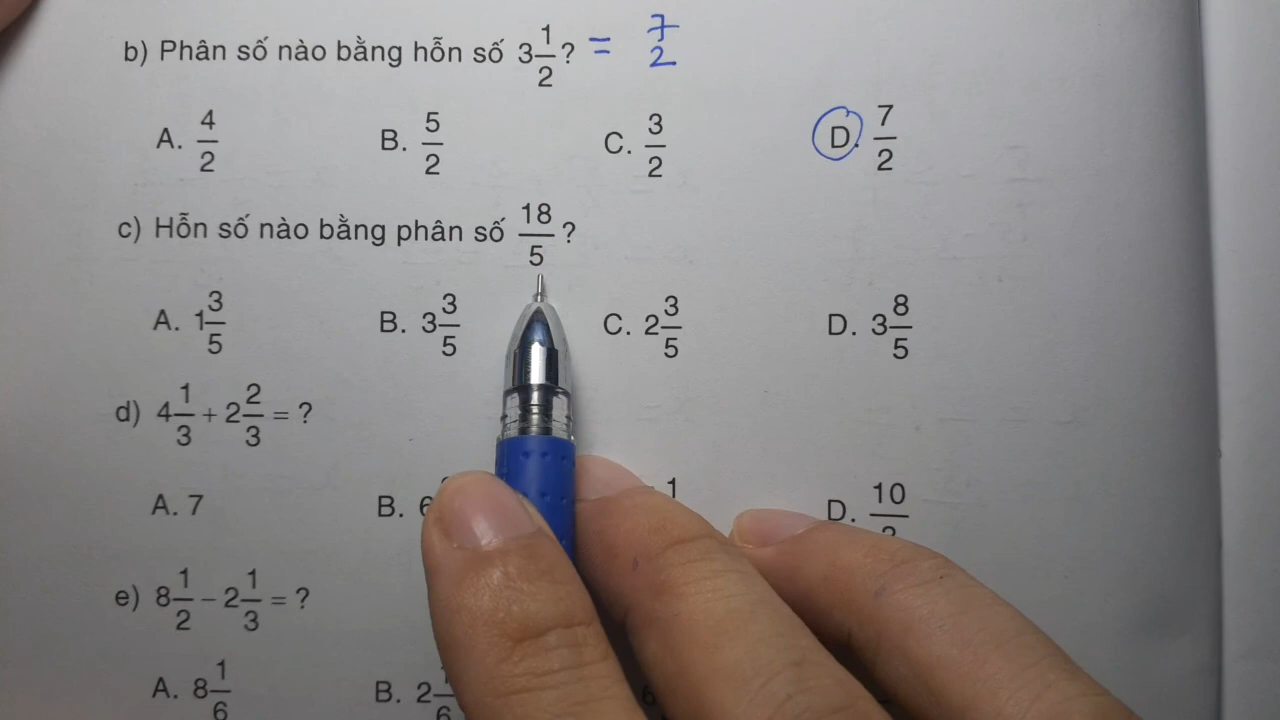 b) Phân số nào bằng hỗn số 3 1/2 ? = 7/2
A. 4/2 B. 5/2 C. 3/2 D. 7/2
c) Hỗn số nào bằng phân số 18/5 ?
A. 1 3/5 B. 3 3/5 C. 2 3/5 D. 3 8/5
d) 4 1/3 + 2 2/3 = ?
A. 7 B. 6 1 D. 10
e) 8 1/2 – 2 1/3 = ?
A. 8 1/6 B. 2 6